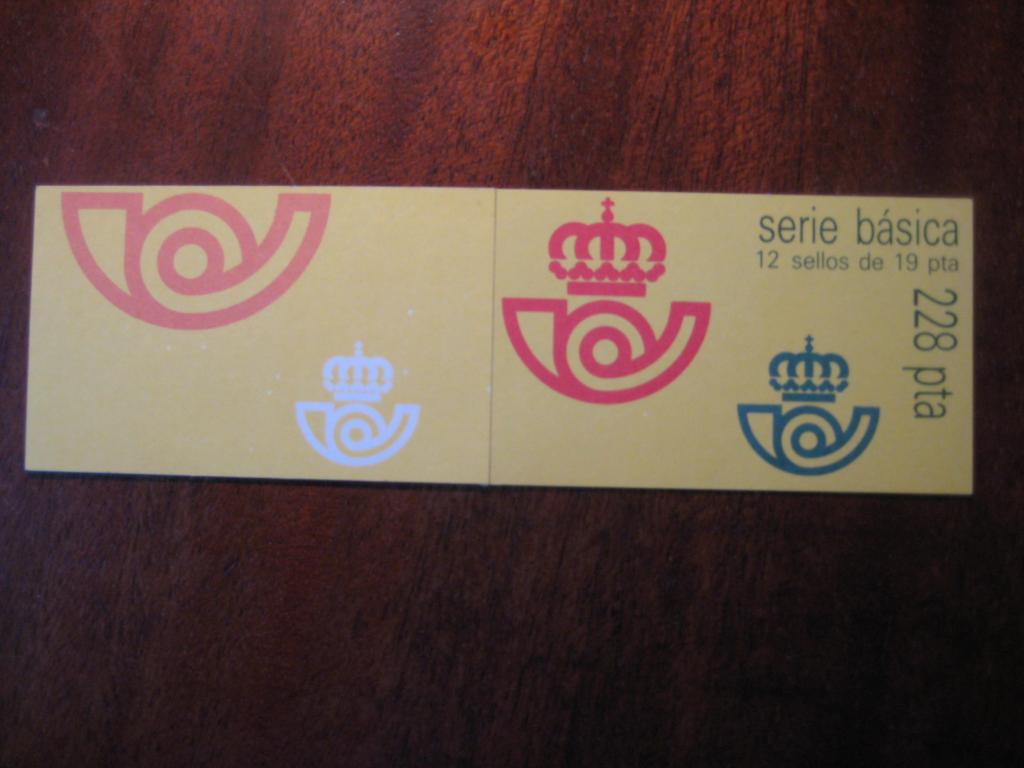 serie básica
12 sellos de 19 pta
228 pta